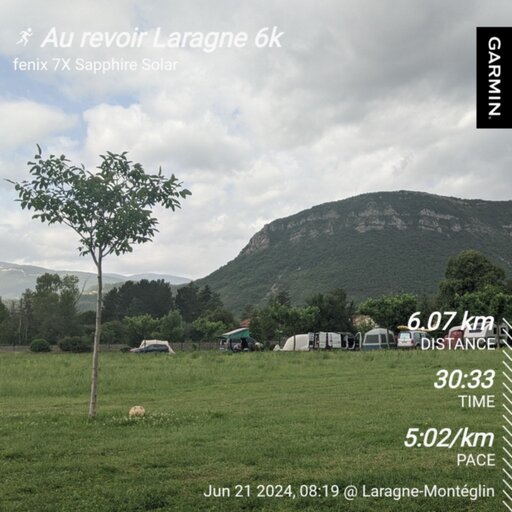 Au revoir Laragne 6k
fenix 7X Sapphire Solar
GARMIN
6.07 km
DISTANCE
30:33
TIME
5:02/km
PACE
Jun 21 2024, 08:19 @ Laragne-Montéglin